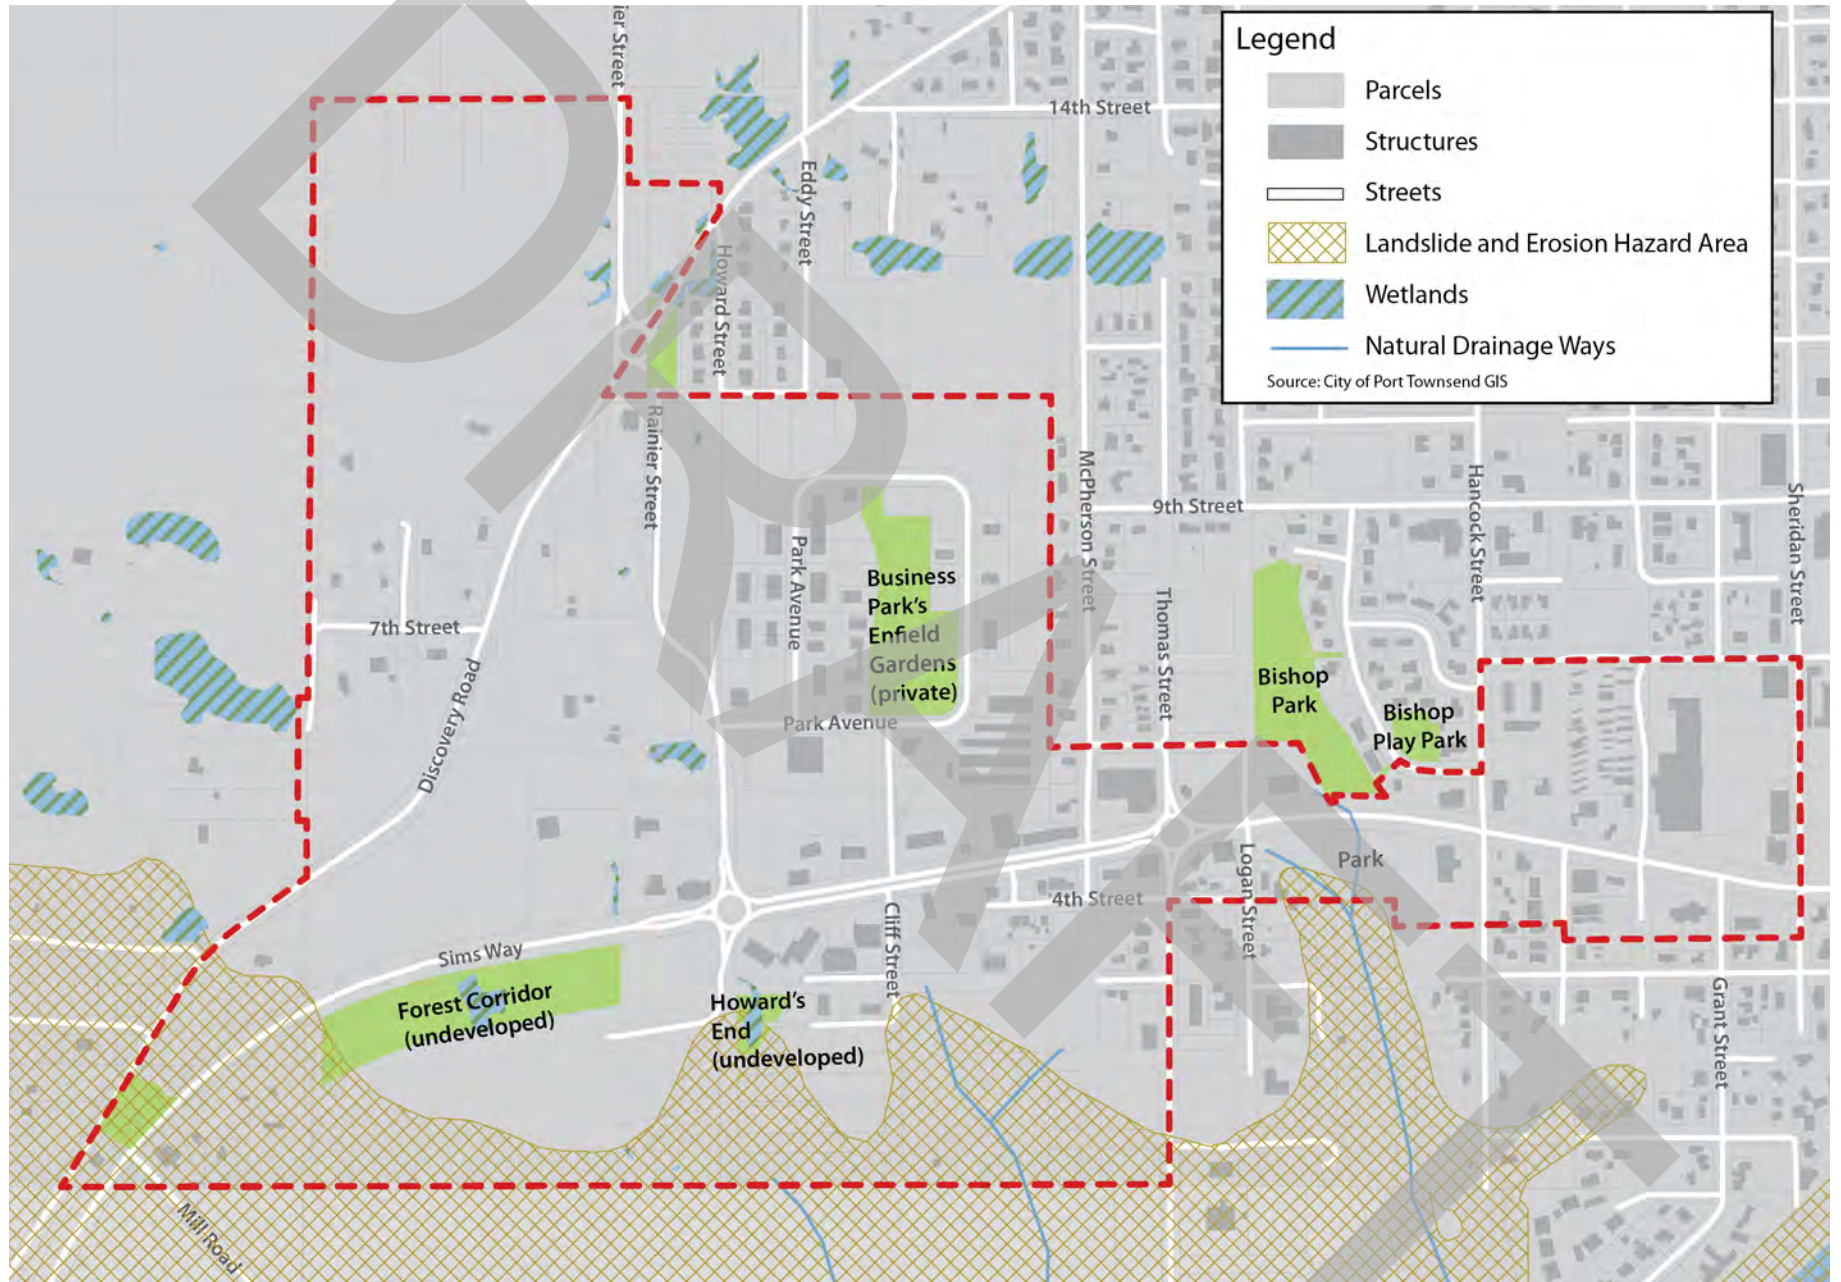 ier Street
14th Street
Legend
Parcels
Structures
Streets
Landslide and Erosion Hazard Area
Wetlands
Natural Drainage Ways
Source: City of Port Townsend GIS
Eddy Street
Howard Street
Rainier Street
McPherson Street
9th Street
Hancock Street
Sheridan Street
Park Avenue
Business
Park's
Enfield
Gardens
(private)
7th Street
Thomas Street
Discovery Road
Park Avenue
Bishop
Park
Bishop
Play Park
Park
Logan Street
4th Street
Cliff Street
Sims Way
Forest Corridor
(undeveloped)
Howard's
End
(undeveloped)
Grant Street
Mill Road
DRAFT